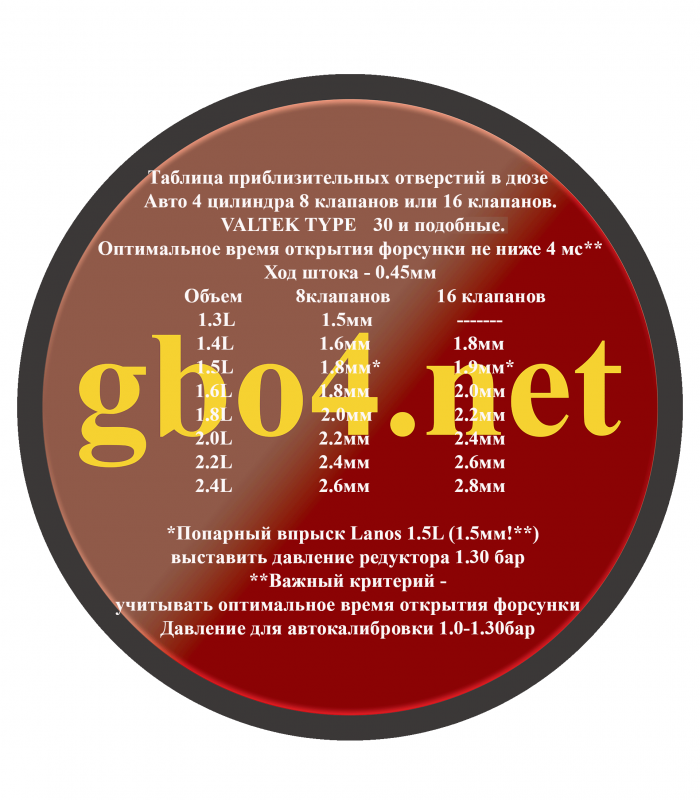 Таблица приблизительных отверстий в дюзе
Авто 4 цилиндра 8 клапанов или 16 клапанов.
VALTEK TYPE 30 и подобные.
Оптимальное время открытия форсунки не ниже 4 мс**
Ход штока - 0.45мм
Объем 8клапанов 16 клапанов
1.3L 1.5мм -------
1.4L 1.6мм 1.8мм
1.5L 1.8мм* 1.9мм*
1.6L 1.8мм 2.0мм
1.8L 2.0мм 2.2мм
2.0L 2.2мм 2.4мм
2.2L 2.4мм 2.6мм
2.4L 2.6мм 2.8мм
gbo4.net
*Попарный впрыск Lanos 1.5L (1.5мм!**)
выставить давление редуктора 1.30 бар
**Важный критерий -
учитывать оптимальное время открытия форсунки
Давление для автокалибровки 1.0-1.30бар